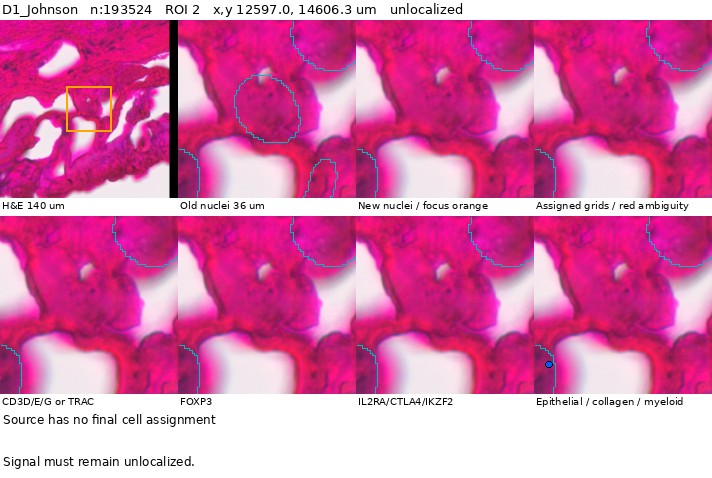 D1_Johnson n:193524 ROI 2 x,y 12597.0, 14606.3 um unlocalized
H&E 140 um
Old nuclei 36 um
New nuclei / focus orange
Assigned grids / red ambiguity
CD3D/E/G or TRAC
FOXP3
IL2RA/CTLA4/IKZF2
Epithelial / collagen / myeloid
Source has no final cell assignment
Signal must remain unlocalized.